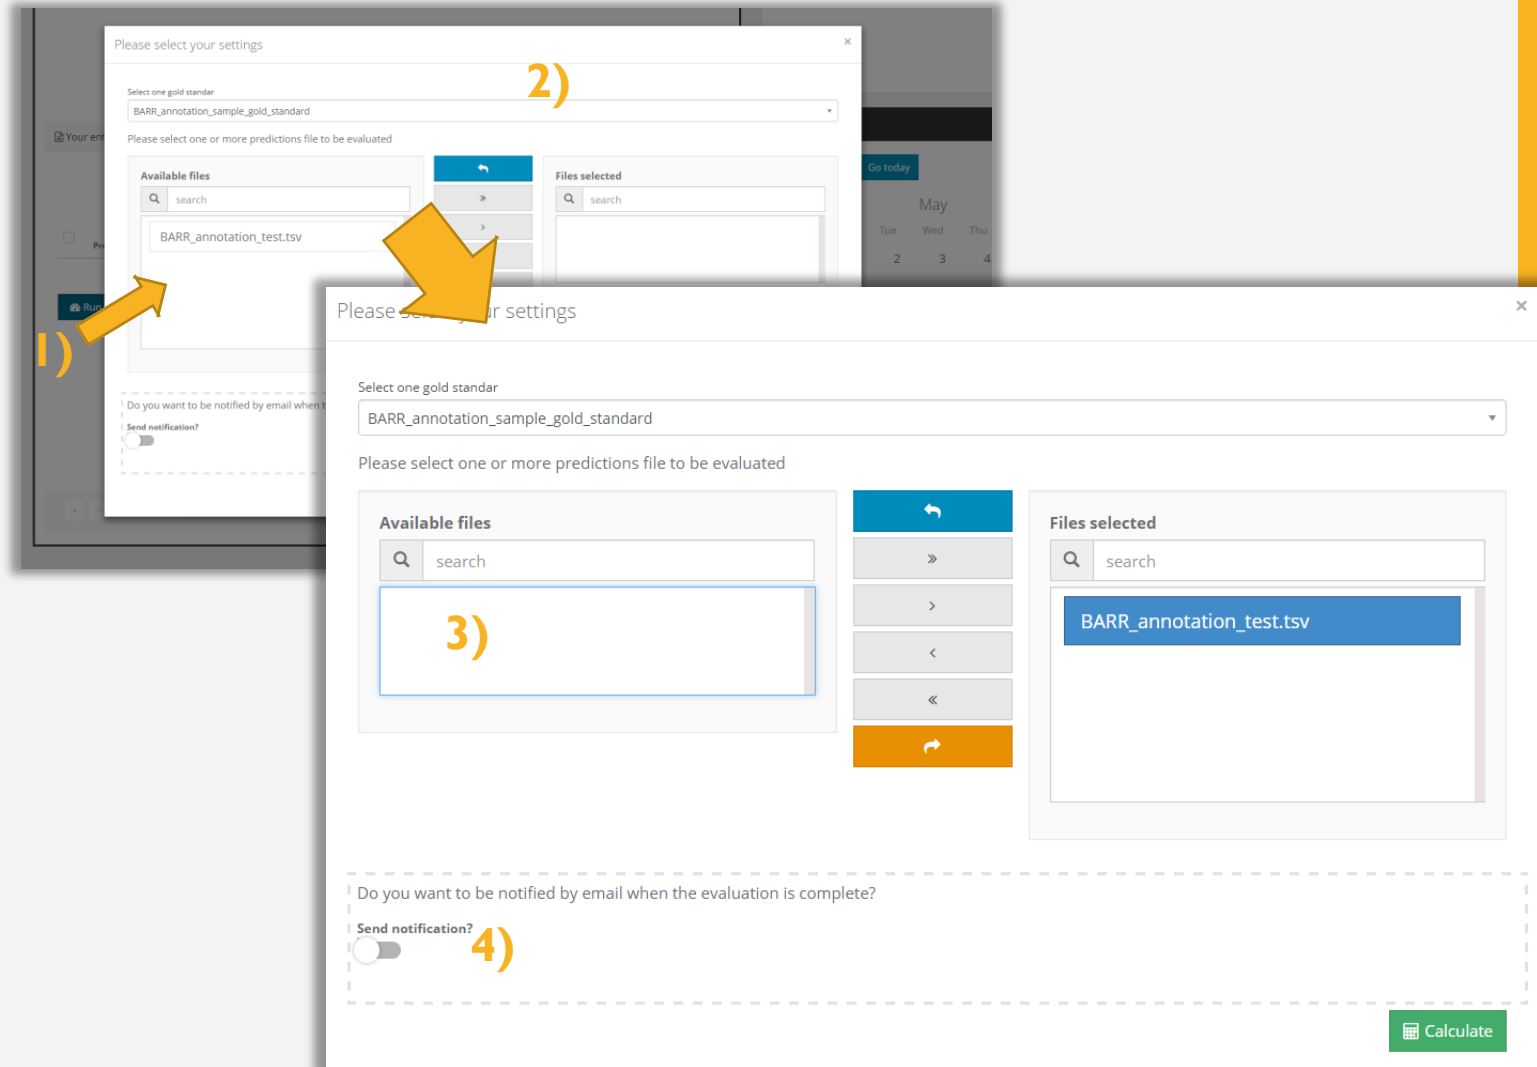 Please select your settings
×
2)
Select one gold standar
BARR_annotation_sample_gold_standard
Please select one or more predictions file to be evaluated
Available files
search
BARR_annotation_test.tsv
Files selected
search
Your ent
Go today
May
Tue Wed Thu
2 3 4
Run
1)
Do you want to be notified by email when
Send notification?
Please ur settings
×
Select one gold standar
BARR_annotation_sample_gold_standard
Please select one or more predictions file to be evaluated
Available files
search
3)
»
›
‹
«
Files selected
search
BARR_annotation_test.tsv
Do you want to be notified by email when the evaluation is complete?
Send notification?
4)
Calculate